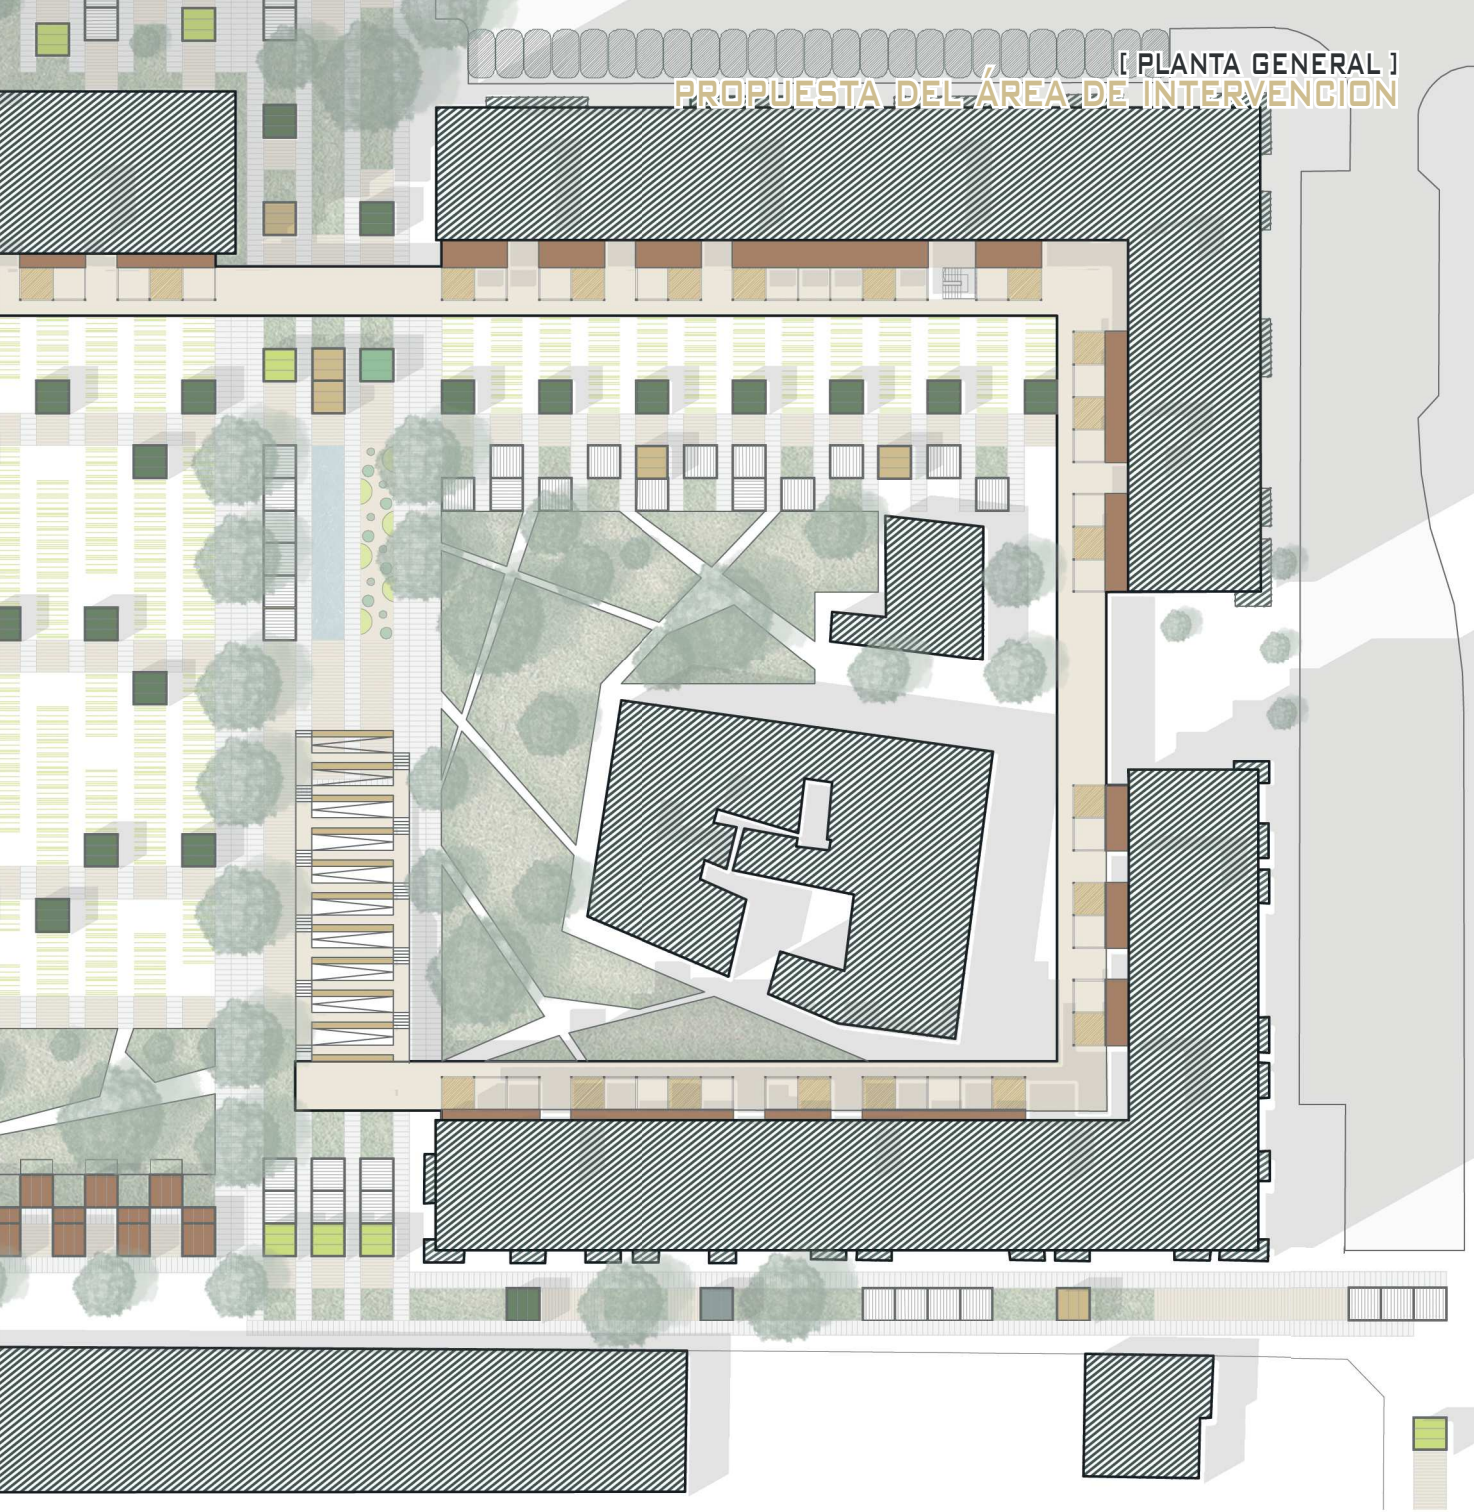 [ PLANTA GENERAL ]
PROPUESTA DEL ÁREA DE INTERVENCION